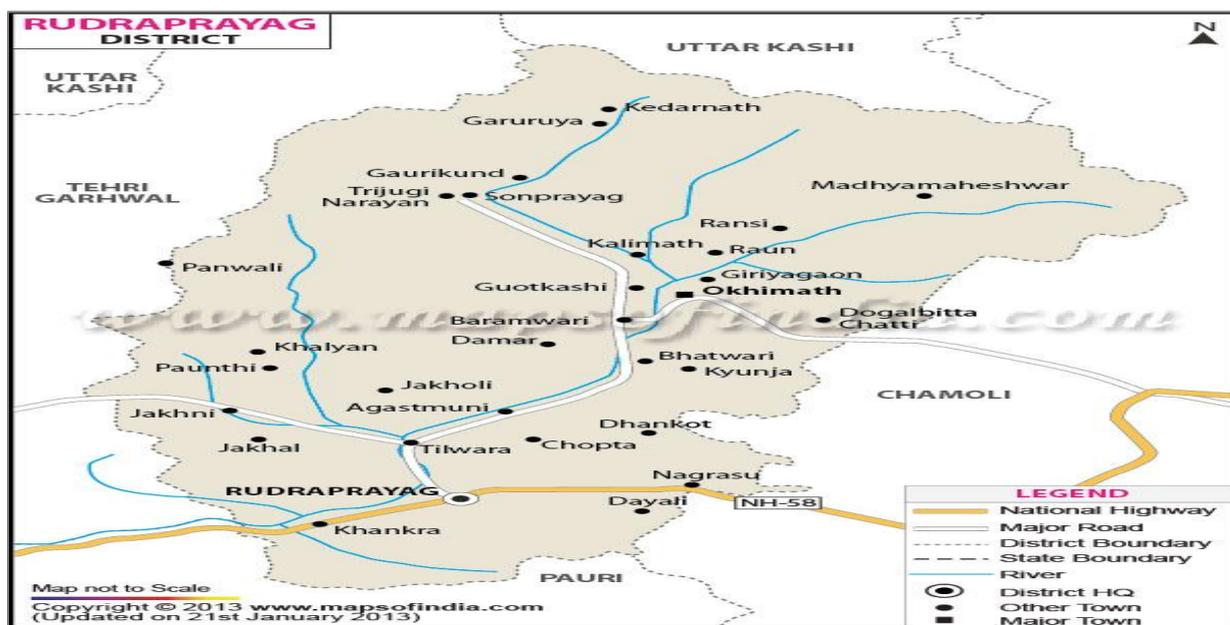 RUDRAPRAYAG
DISTRICT
N
UTTAR KASHI
UTTAR
KASHI
Kedarnath
Garuruya
Gaurikund
TEHRI
GARHWAL
Trijugi
Narayan
Sonprayag
Madhyamaheshwar
Ransi
Kalimath
Raun
Panwali
Giriyagaon
Guotkashi
Okhimath
www.mapsofindia.com
Baramwari
Dogalbitta
Chatti
Damar
Khalyan
Bhatwari
Paunthi
Kyunja
Jakholi
CHAMOLI
Jakhni
Agastmuni
Dhankot
Jakhal
Tilwara
Chopta
Nagrasu
RUDRAPRAYAG
Dayali
NH-58
Khankra
PAURI
LEGEND
National Highway
Major Road
District Boundary
State Boundary
River
District HQ
Other Town
Major Town
Map not to Scale
Copyright © 2013 www.mapsofindia.com
(Updated on 21st January 2013)